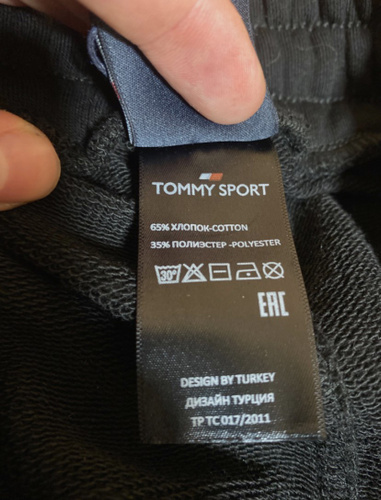 TOMMY SPORT
65% ХЛОПОК-COTTON
35% ПОЛИЭСТЕР -POLYESTER
30°
EAC
DESIGN BY TURKEY
ДИЗАЙН ТУРЦИЯ
ТР ТС 017/2011